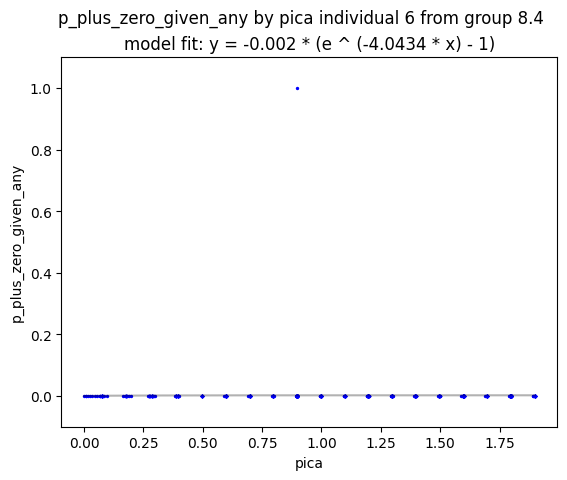 p_plus_zero_given_any by pica individual 6 from group 8.4
model fit: y = -0.002 * (e ^ (-4.0434 * x) - 1)
p_plus_zero_given_any
1.0
0.8
0.6
0.4
0.2
0.0
0.00 0.25 0.50 0.75 1.00 1.25 1.50 1.75
pica